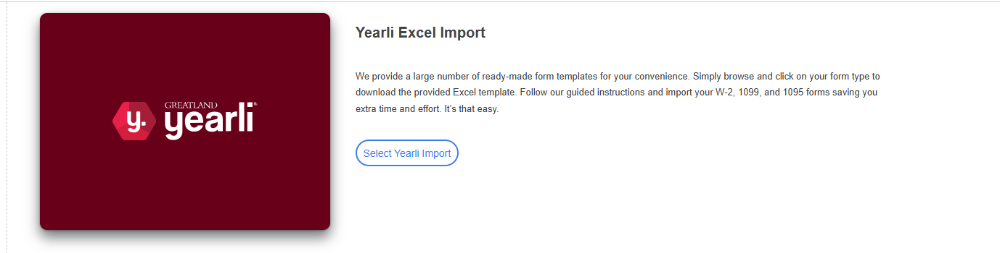 Yearli Excel Import
We provide a large number of ready-made form templates for your convenience. Simply browse and click on your form type to
download the provided Excel template. Follow our guided instructions and import your W-2, 1099, and 1095 forms saving you
extra time and effort. It's that easy.
Select Yearli Import
y.
GREATLAND
yearli®